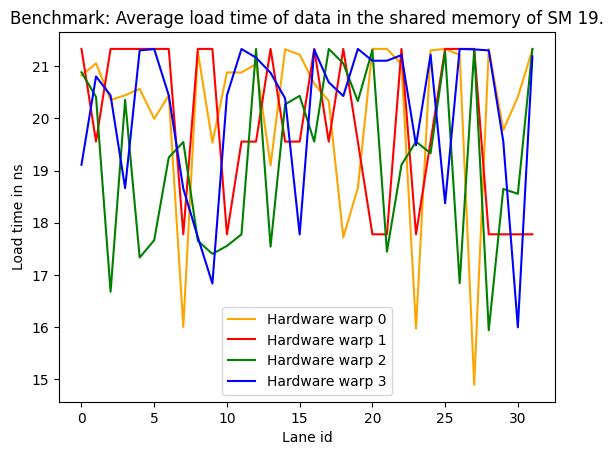 Benchmark: Average load time of data in the shared memory of SM 19.
Load time in ns
21
20
19
18
17
16
15
Hardware warp 0
Hardware warp 1
Hardware warp 2
Hardware warp 3
0 5 10 15 20 25 30
Lane id